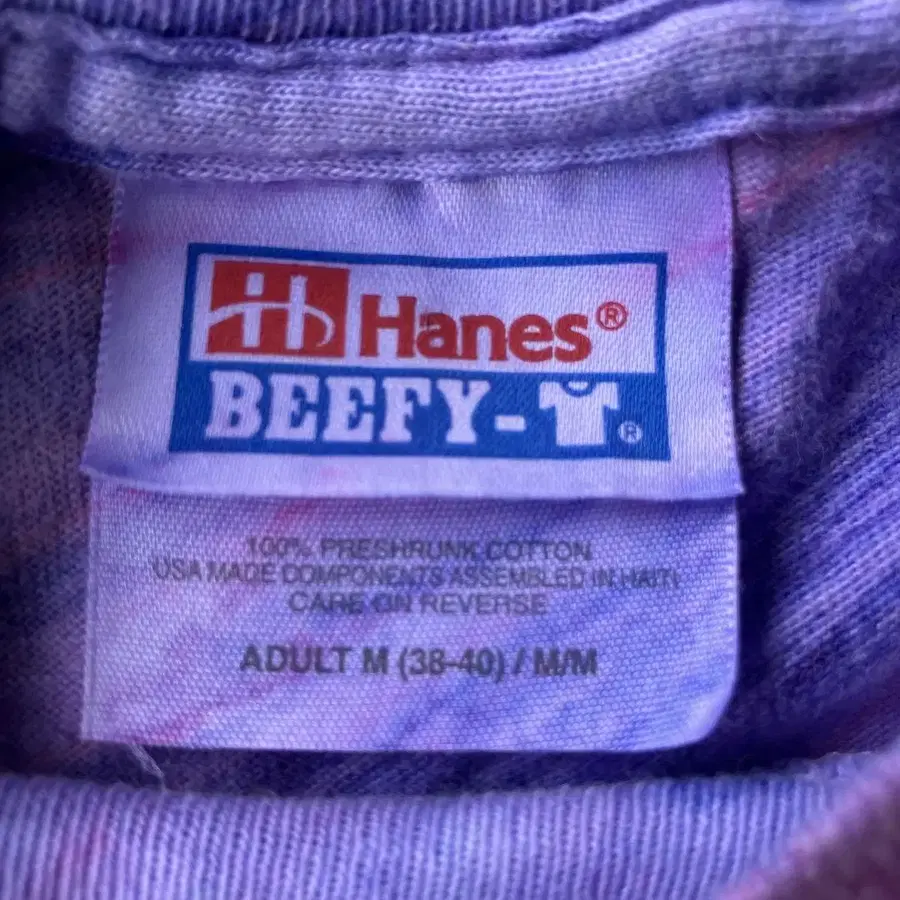 H Hanes®
BEEFY-T®
100% PRESHRUNK COTTON
USA MADE COMPONENTS ASSEMBLED IN HAITI
CARE ON REVERSE
ADULT M (38-40) / M/M